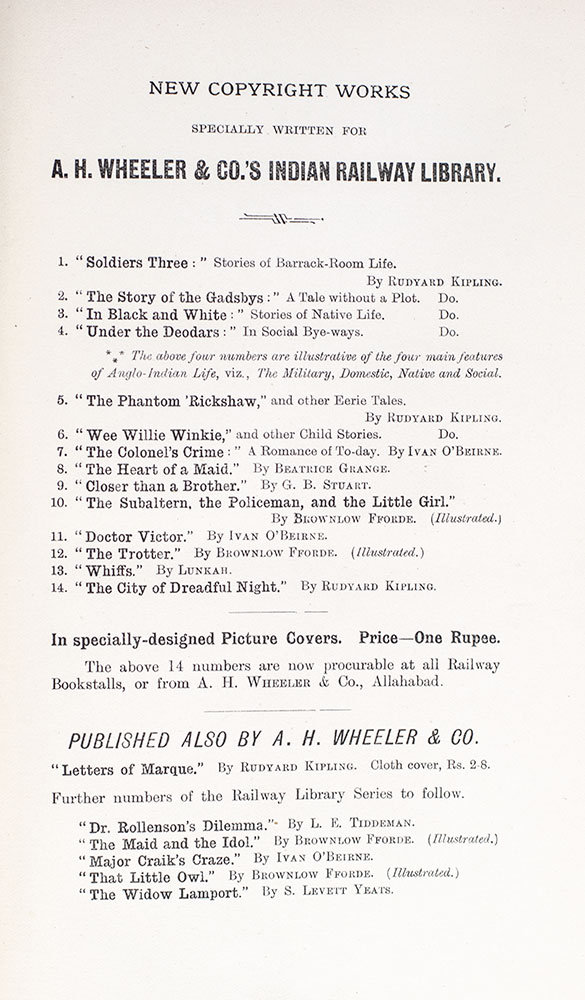 NEW COPYRIGHT WORKS
SPECIALLY WRITTEN FOR
A. H. WHEELER & CO.'S INDIAN RAILWAY LIBRARY.
1. "Soldiers Three:" Stories of Barrack-Room Life.
By RUDYARD KIPLING.
2. "The Story of the Gadsbys:" A Tale without a Plot. Do.
3. "In Black and White:" Stories of Native Life. Do.
4. "Under the Deodars:" In Social Bye-ways. Do.
*** The above four numbers are illustrative of the four main features
of Anglo-Indian Life, viz., The Military, Domestic, Native and Social.
5. "The Phantom 'Rickshaw," and other Eerie Tales.
By RUDYARD KIPLING.
6. "Wee Willie Winkie," and other Child Stories. Do.
7. "The Colonel's Crime:" A Romance of To-day. By IVAN O'BEIRNE.
8. "The Heart of a Maid." By BEATRICE GRANGE.
9. "Closer than a Brother." By G. B. STUART.
10. "The Subaltern, the Policeman, and the Little Girl."
By BROWNLOW FFORDE. (Illustrated.)
11. "Doctor Victor." By IVAN O'BEIRNE.
12. "The Trotter." By BROWNLOW FFORDE. (Illustrated.)
13. "Whiffs." By LUNKAH.
14. "The City of Dreadful Night." By RUDYARD KIPLING.
In specially-designed Picture Covers. Price—One Rupee.
The above 14 numbers are now procurable at all Railway
Bookstalls, or from A. H. WHEELER & Co., Allahabad.
PUBLISHED ALSO BY A. H. WHEELER & CO.
"Letters of Marque." By RUDYARD KIPLING. Cloth cover, Rs. 2-8.
Further numbers of the Railway Library Series to follow.
"Dr. Rollenson's Dilemma." By L. E. TIDDEMAN.
"The Maid and the Idol." By BROWNLOW FFORDE. (Illustrated.)
"Major Craik's Craze." By IVAN O'BEIRNE.
"That Little Owl." By BROWNLOW FFORDE. (Illustrated.)
"The Widow Lamport." By S. LEVETT YEATS.